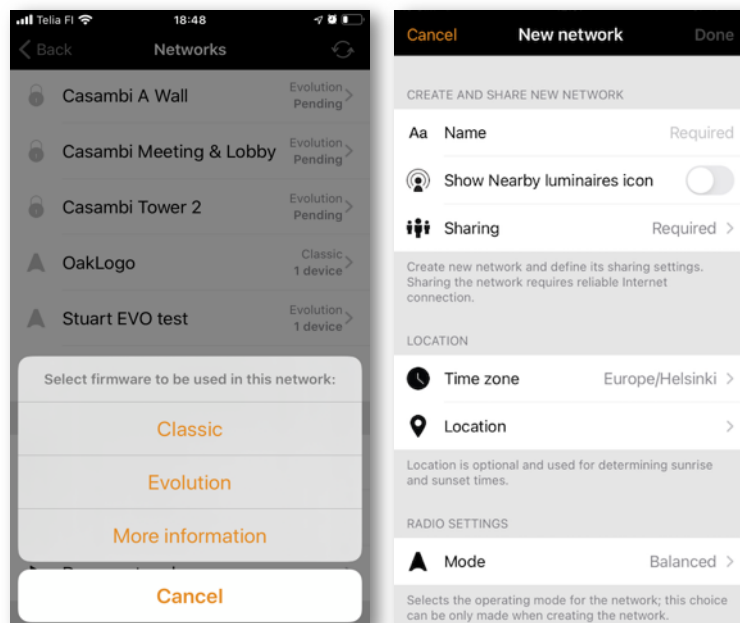 Telia FI 18:48
Back Networks
Casambi A Wall Evolution
Pending
Casambi Meeting & Lobby Evolution
Pending
Casambi Tower 2 Evolution
Pending
OakLogo Classic
1 device
Stuart EVO test Evolution
1 device
Select firmware to be used in this network:
Classic
Evolution
More information
Cancel
Cancel New network Done
CREATE AND SHARE NEW NETWORK
Aa Name Required
Show Nearby luminaires icon
Sharing Required
Create new network and define its sharing settings.
Sharing the network requires reliable Internet
connection.
LOCATION
Time zone Europe/Helsinki
Location
Location is optional and used for determining sunrise
and sunset times.
RADIO SETTINGS
Mode Balanced
Selects the operating mode for the network; this choice
can be only made when creating the network.